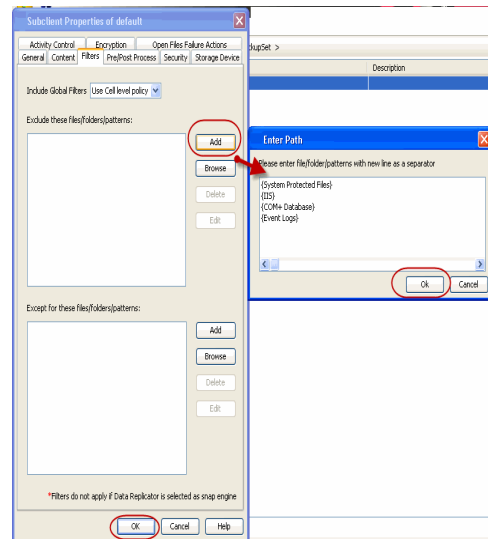 Subclient Properties of default
Activity Control Encryption Open Files Failure Actions
General Content Filters Pre/Post Process Security Storage Device
Include Global Filters Use Cell level policy
Exclude these files/folders/patterns:
Add
Browse
Delete
Edit
Except for these files/folders/patterns:
Add
Browse
Delete
Edit
*Filters do not apply if Data Replicator is selected as snap engine
OK Cancel Help
kupSet >
Description
Enter Path
Please enter file/folder/patterns with new line as a separator
{System Protected Files}
{IIS}
{COM+ Database}
{Event Logs}
Ok Cancel